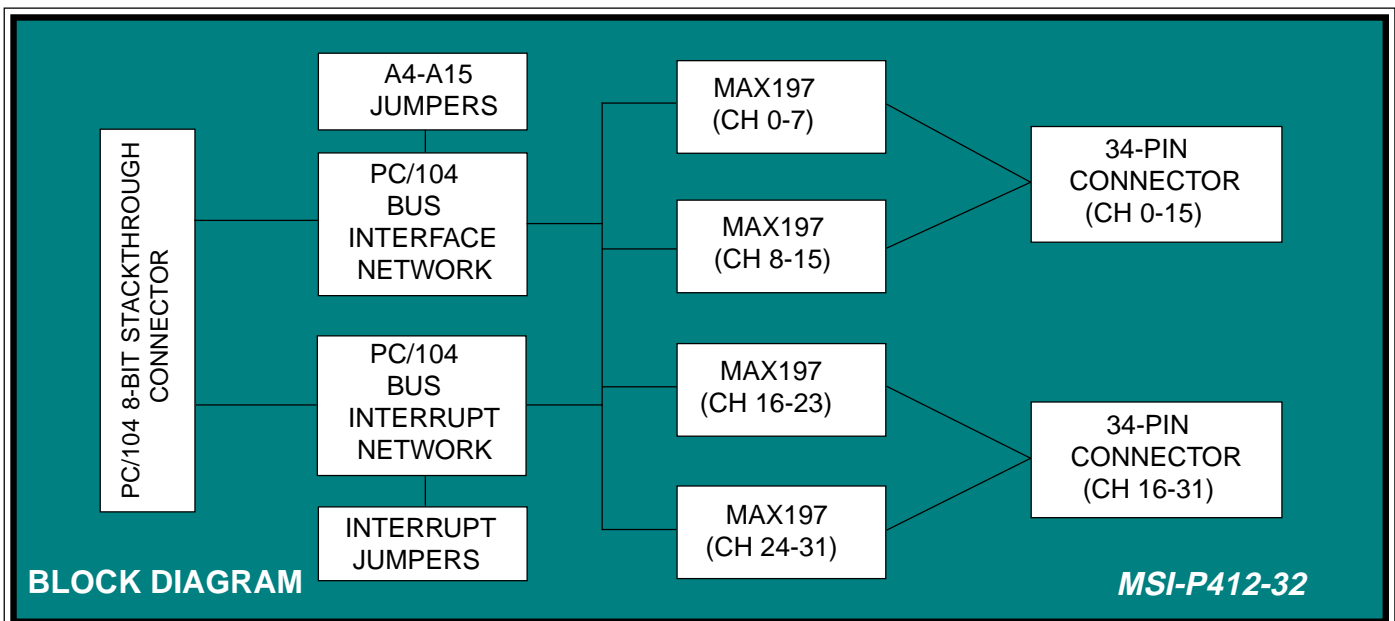 PC/104 8-BIT STACKTHROUGH
CONNECTOR
A4-A15
JUMPERS
PC/104
BUS
INTERFACE
NETWORK
PC/104
BUS
INTERRUPT
NETWORK
INTERRUPT
JUMPERS
MAX197
(CH 0-7)
MAX197
(CH 8-15)
MAX197
(CH 16-23)
MAX197
(CH 24-31)
34-PIN
CONNECTOR
(CH 0-15)
34-PIN
CONNECTOR
(CH 16-31)
BLOCK DIAGRAM
MSI-P412-32